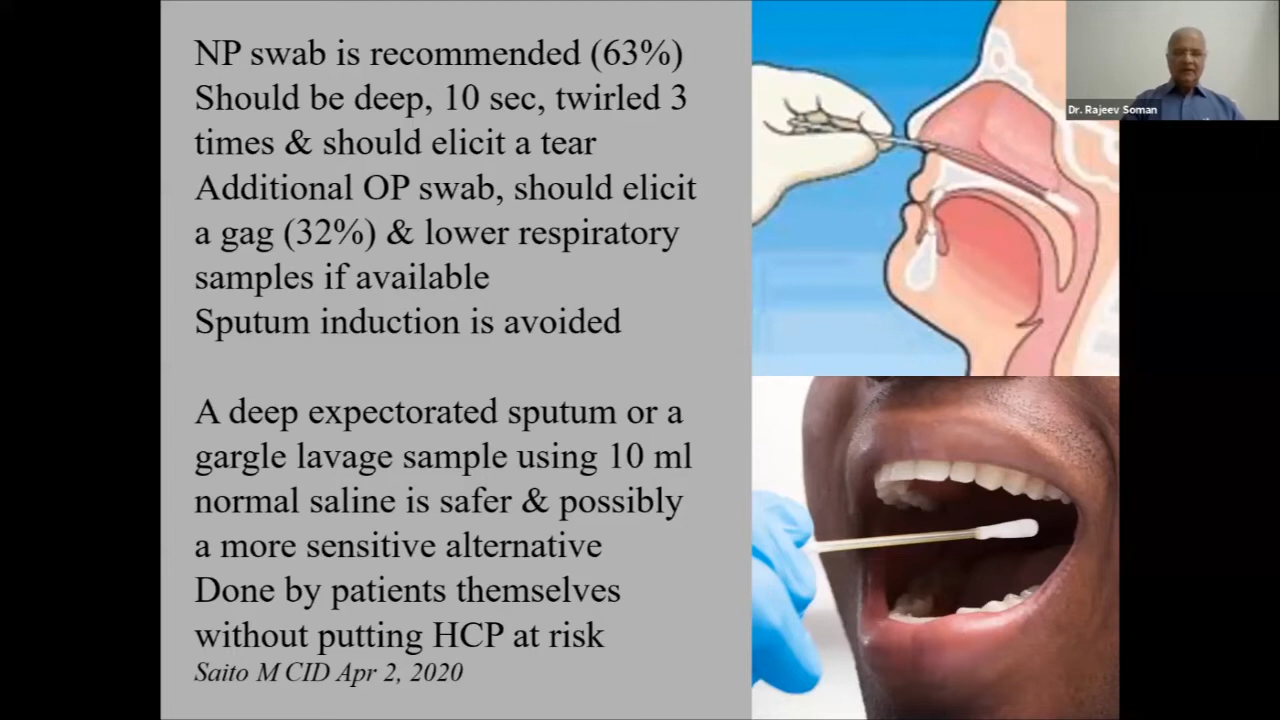 NP swab is recommended (63%)
Should be deep, 10 sec, twirled 3
times & should elicit a tear
Additional OP swab, should elicit
a gag (32%) & lower respiratory
samples if available
Sputum induction is avoided
A deep expectorated sputum or a
gargle lavage sample using 10 ml
normal saline is safer & possibly
a more sensitive alternative
Done by patients themselves
without putting HCP at risk
Saito M CID Apr 2, 2020
Dr. Rajeev Soman